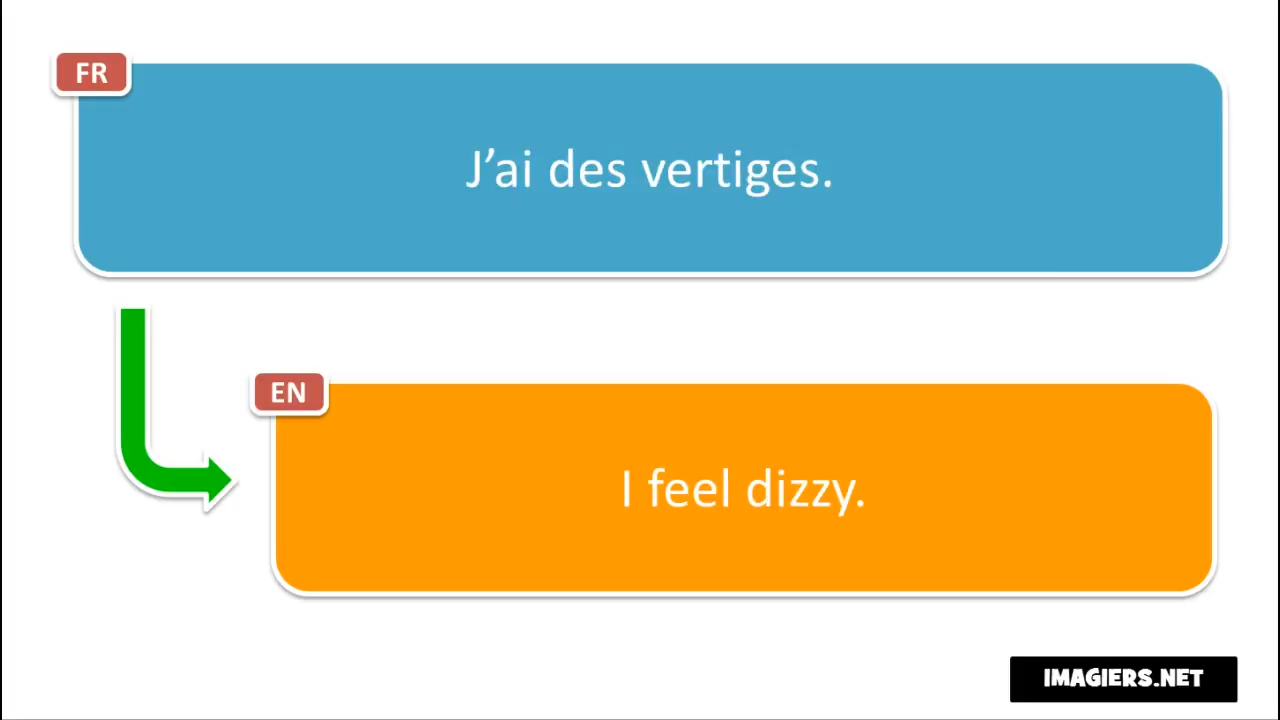 FR
J’ai des vertiges.
EN
I feel dizzy.
IMAGIERS.NET